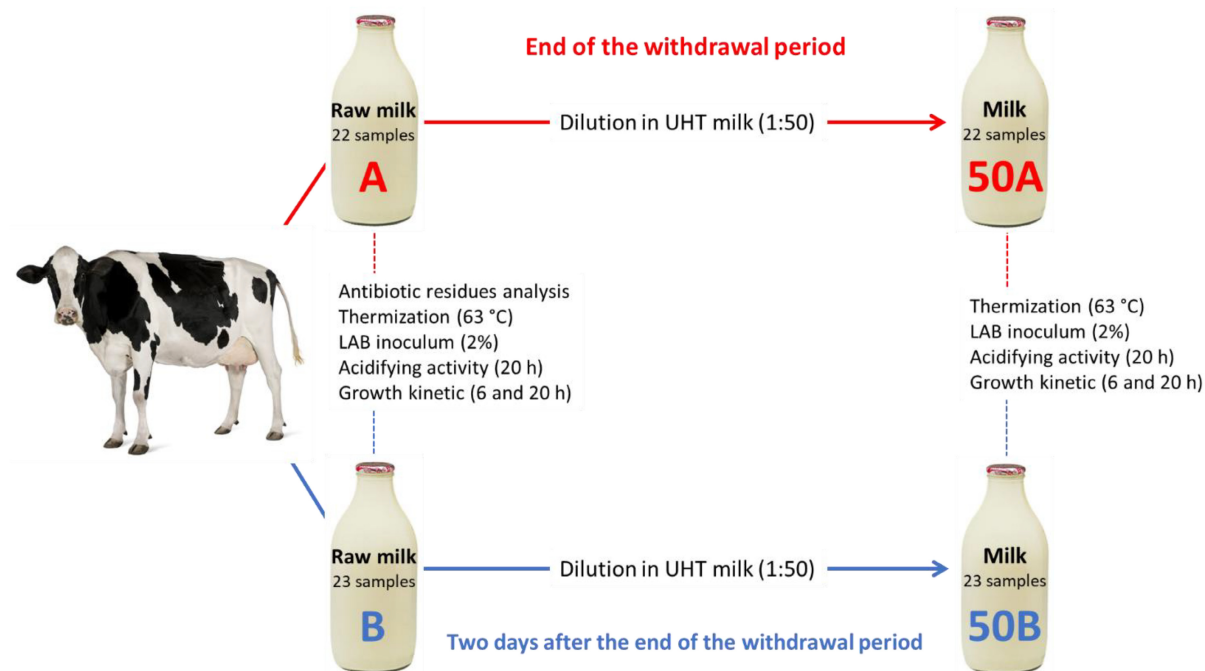 End of the withdrawal period
Raw milk
22 samples
A
Dilution in UHT milk (1:50)
Milk
22 samples
50A
Antibiotic residues analysis
Thermization (63 °C)
LAB inoculum (2%)
Acidifying activity (20 h)
Growth kinetic (6 and 20 h)
Thermization (63 °C)
LAB inoculum (2%)
Acidifying activity (20 h)
Growth kinetic (6 and 20 h)
Raw milk
23 samples
B
Dilution in UHT milk (1:50)
Milk
23 samples
50B
Two days after the end of the withdrawal period